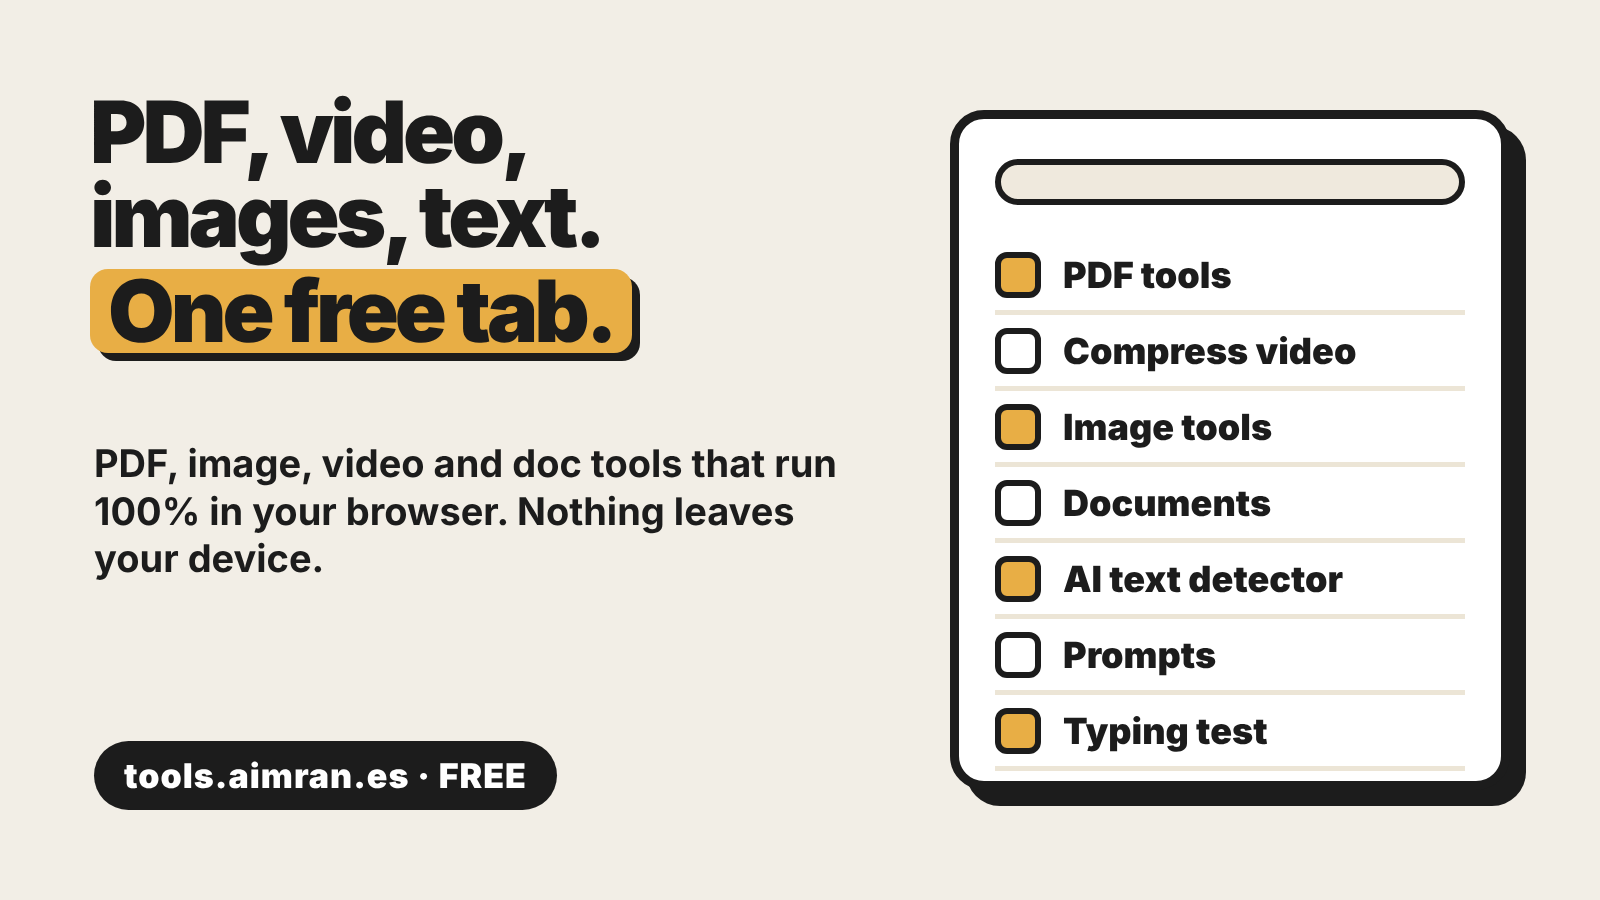 PDF, video,
images, text.
One free tab.
PDF, image, video and doc tools that run
100% in your browser. Nothing leaves
your device.
tools.aimran.es · FREE
PDF tools
Compress video
Image tools
Documents
AI text detector
Prompts
Typing test